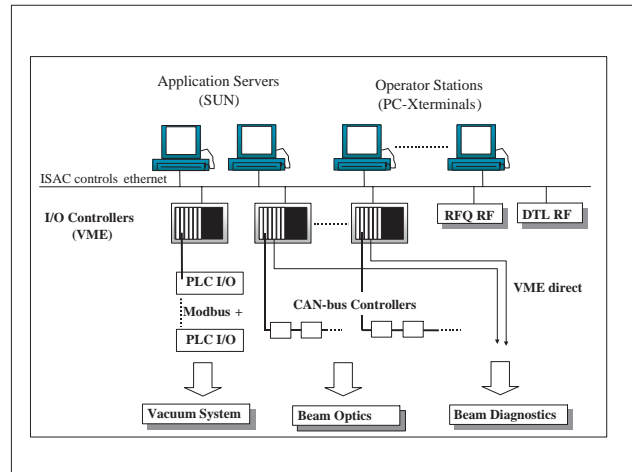 Application Servers
(SUN)
Operator Stations
(PC-Xterminals)
ISAC controls ethernet
I/O Controllers
(VME)
RFQ RF
DTL RF
PLC I/O
Modbus +
PLC I/O
CAN-bus Controllers
VME direct
Vacuum System
Beam Optics
Beam Diagnostics